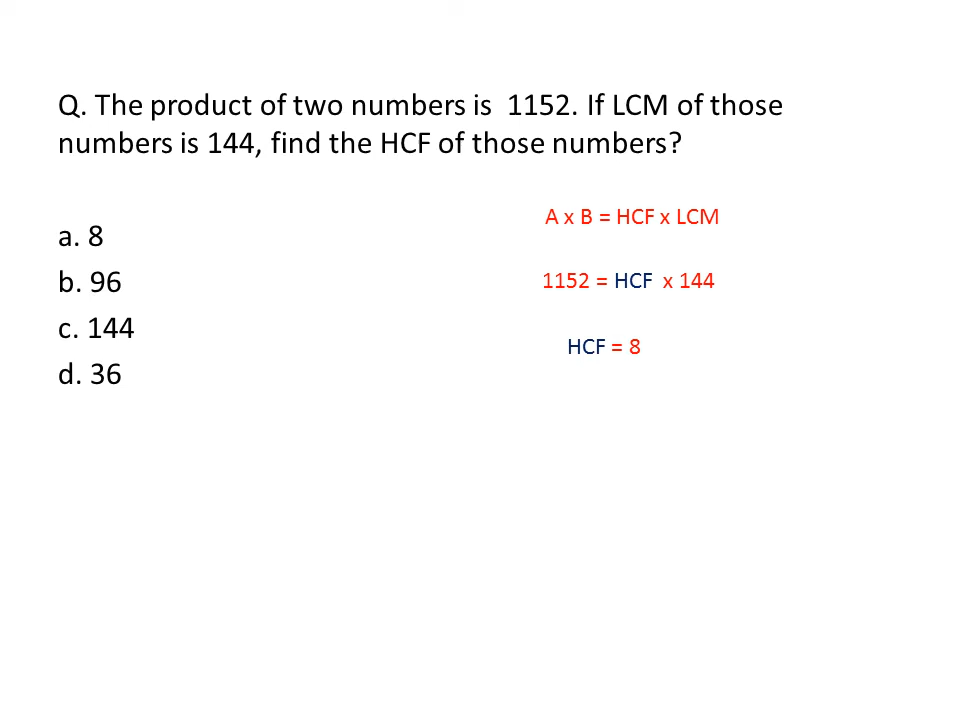 Q. The product of two numbers is  1152. If LCM of those
numbers is 144, find the HCF of those numbers?
a. 8
b. 96
c. 144
d. 36
A x B = HCF x LCM
1152 = HCF  x 144
HCF = 8